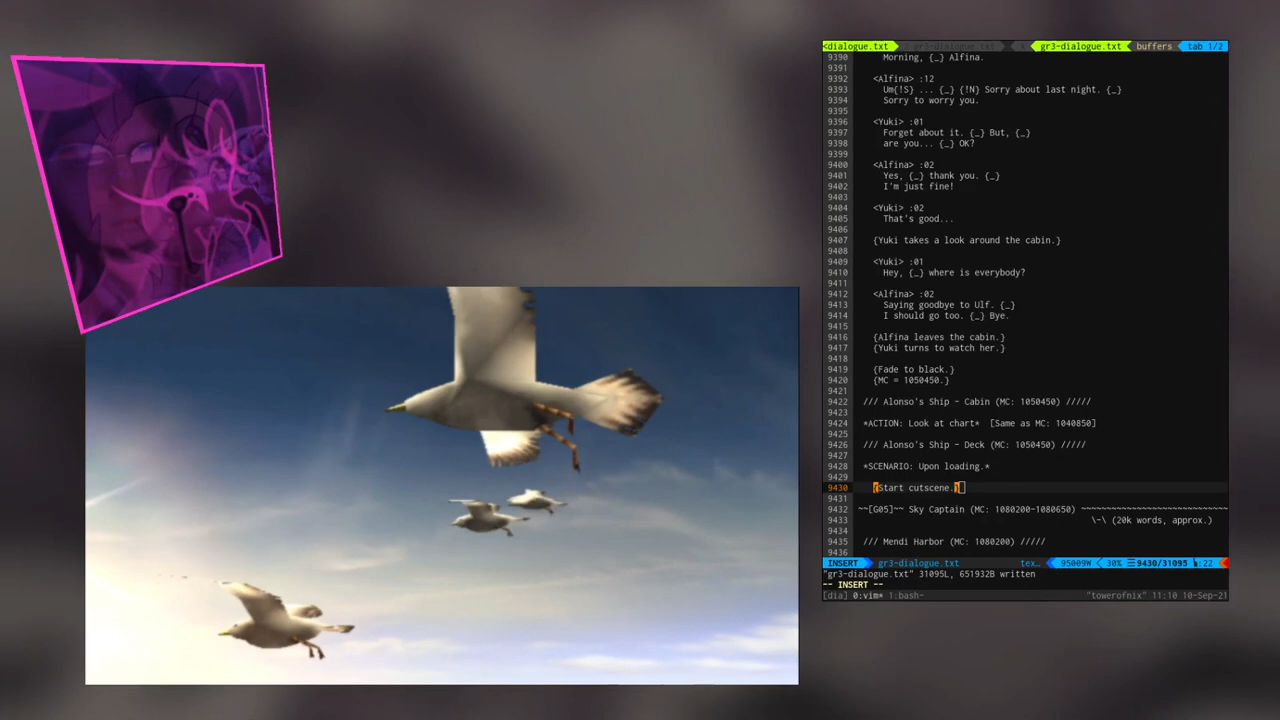 <dialogue.txt gr3-dialogue.txt gr3-dialogue.txt buffers tab 1/2
9390 Morning, {_} Alfina.
9391
9392 <Alfina> :12
9393 Um{!S} ... {_} {!N} Sorry about last night. {_}
9394 Sorry to worry you.
9395
9396 <Yuki> :01
9397 Forget about it. {_} But, {_}
9398 are you... {_} OK?
9399
9400 <Alfina> :02
9401 Yes, {_} thank you. {_}
9402 I'm just fine!
9403
9404 <Yuki> :02
9405 That's good...
9406
9407 {Yuki takes a look around the cabin.}
9408
9409 <Yuki> :01
9410 Hey, {_} where is everybody?
9411
9412 <Alfina> :02
9413 Saying goodbye to Ulf. {_}
9414 I should go too. {_} Bye.
9415
9416 {Alfina leaves the cabin.}
9417 {Yuki turns to watch her.}
9418
9419 {Fade to black.}
9420 {MC = 1050450.}
9421
9422 /// Alonso's Ship – Cabin (MC: 1050450) /////
9423
9424 *ACTION: Look at chart* [Same as MC: 1040850]
9425
9426 /// Alonso's Ship – Deck (MC: 1050450) /////
9427
9428 *SCENARIO: Upon loading.*
9429
9430 {Start cutscene.}
9431
9432 ~~[G05]~~ Sky Captain (MC: 1080200-1080650) ~~~~~~~~~~~~~~~~~~~~~~~~~~~~
9433 \-\ (20k words, approx.)
9434
9435 /// Mendi Harbor (MC: 1080200) /////
9436
INSERT gr3-dialogue.txt tex… 95009W 30% ☰9430/31095 :22
"gr3-dialogue.txt" 31095L, 651932B written
-- INSERT --
[dia] 0:vim* 1:bash- "towerofnix" 11:10 10-Sep-21